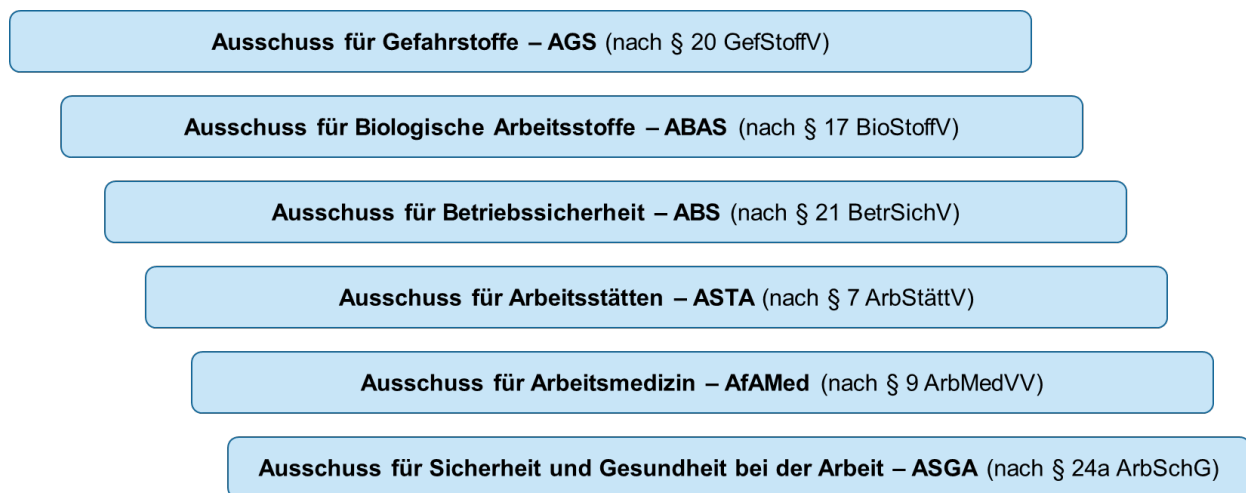 Ausschuss für Gefahrstoffe – AGS (nach § 20 GefStoffV)
Ausschuss für Biologische Arbeitsstoffe – ABAS (nach § 17 BioStoffV)
Ausschuss für Betriebssicherheit – ABS (nach § 21 BetrSichV)
Ausschuss für Arbeitsstätten – ASTA (nach § 7 ArbStättV)
Ausschuss für Arbeitsmedizin – AfAMed (nach § 9 ArbMedVV)
Ausschuss für Sicherheit und Gesundheit bei der Arbeit – ASGA (nach § 24a ArbSchG)